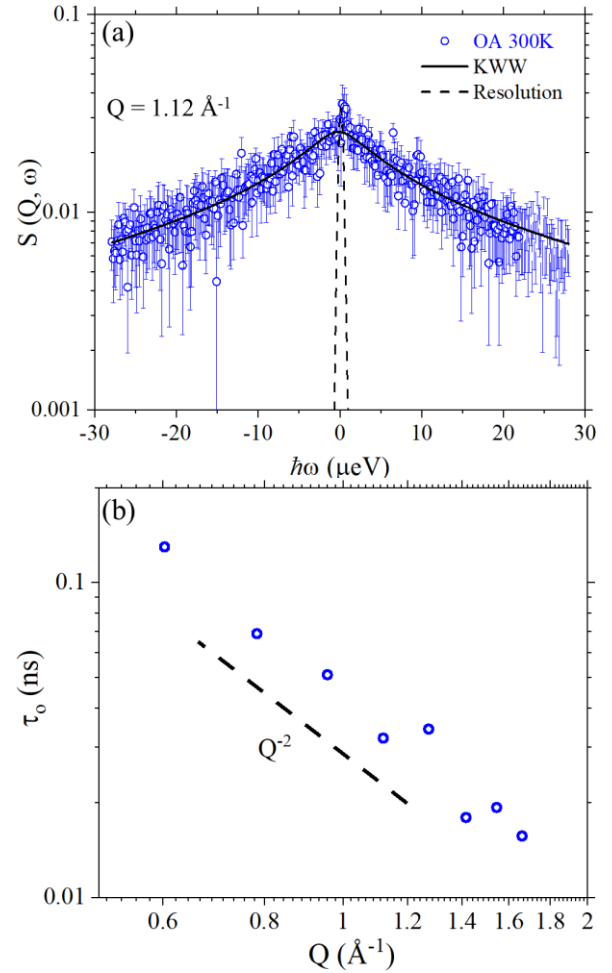 (a)
OA 300K
KWW
Resolution
Q = 1.12 Å⁻¹
S (Q, ω)
0.1
0.01
0.001
-30 -20 -10 0 10 20 30
ħω (μeV)
(b)
τₒ (ns)
0.1
0.01
Q⁻²
0.6 0.8 1 1.2 1.4 1.6 1.8 2
Q (Å⁻¹)